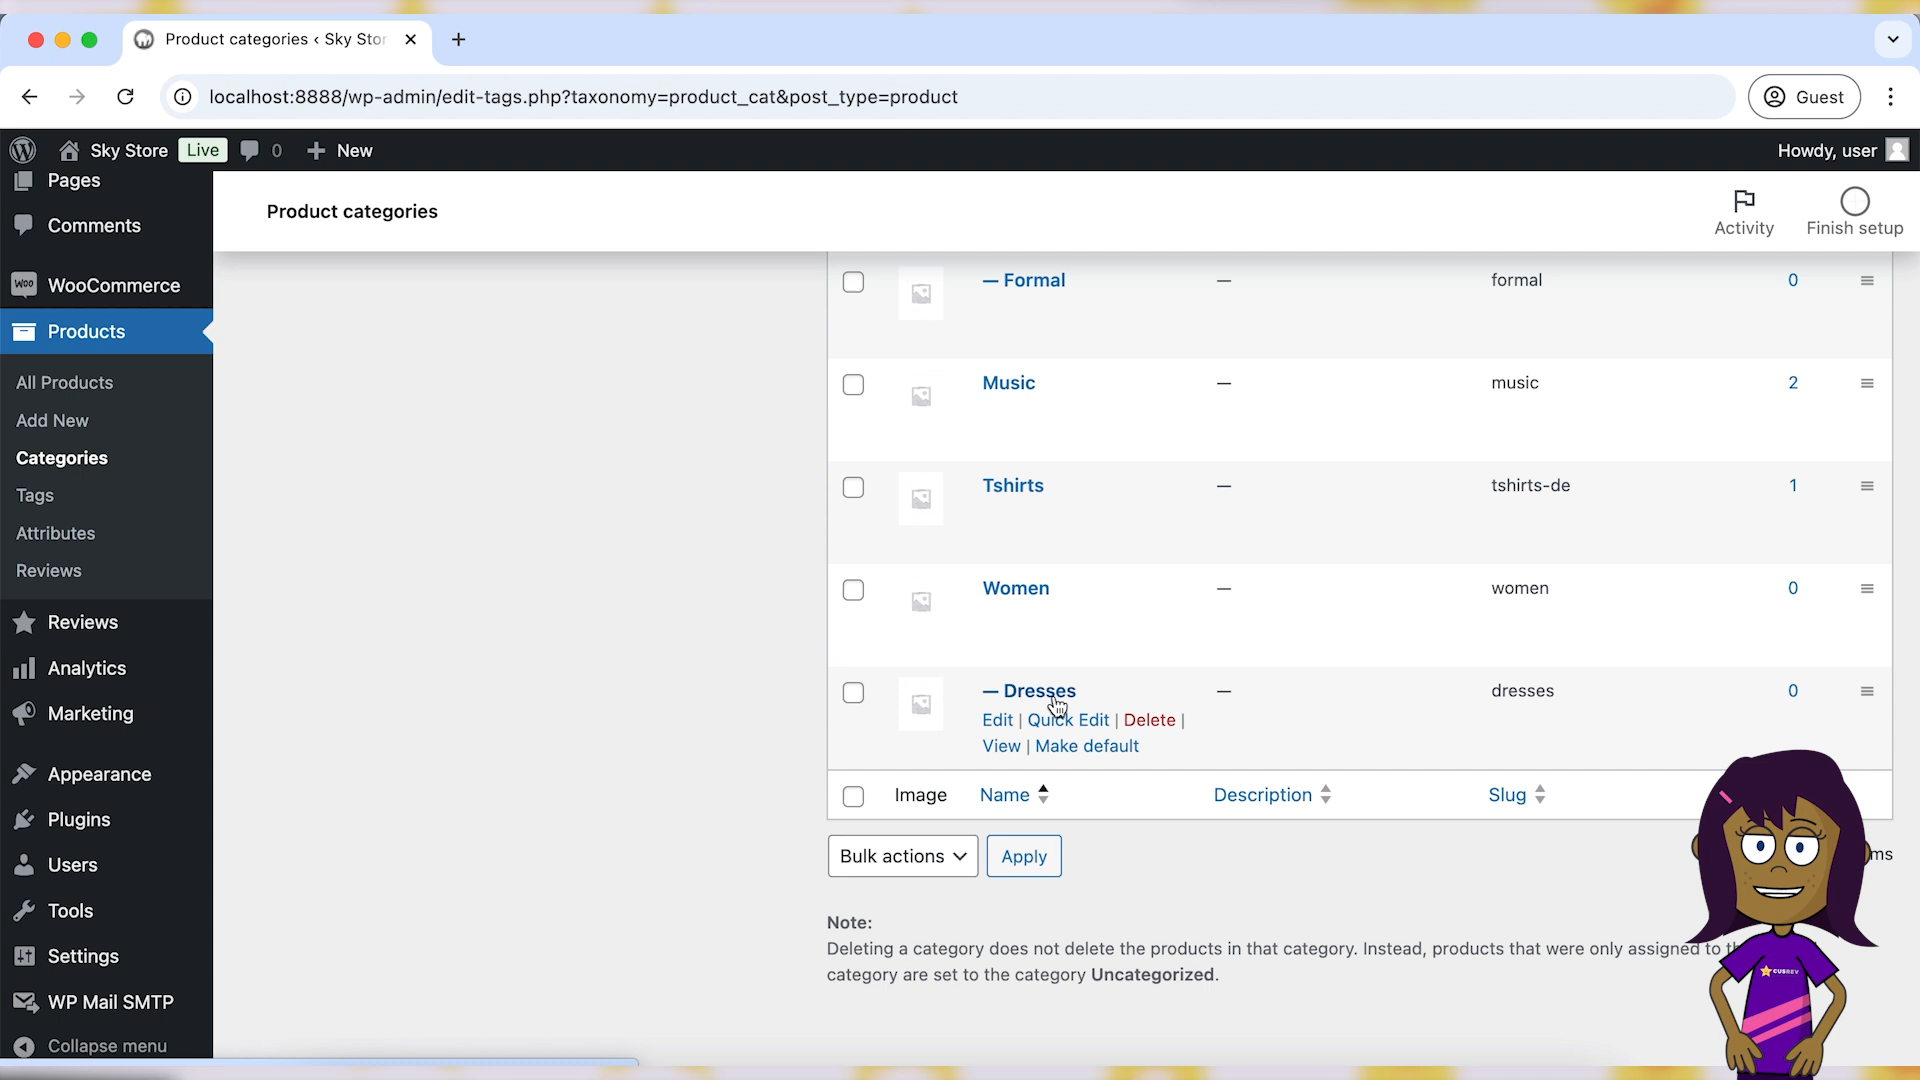 Product categories ‹ Sky Stor
localhost:8888/wp-admin/edit-tags.php?taxonomy=product_cat&post_type=product
Guest
Sky Store Live 0 + New
Howdy, user
Pages
Comments
Woo WooCommerce
Products
All Products
Add New
Categories
Tags
Attributes
Reviews
Reviews
Analytics
Marketing
Appearance
Plugins
Users
Tools
Settings
WP Mail SMTP
Collapse menu
Product categories
Activity
Finish setup
— Formal — formal 0
Music — music 2
Tshirts — tshirts-de 1
Women — women 0
— Dresses — dresses 0
Edit | Quick Edit | Delete |
View | Make default
Image Name Description Slug
Bulk actions Apply
ms
Note:
Deleting a category does not delete the products in that category. Instead, products that were only assigned to th
category are set to the category Uncategorized.
CUSREV